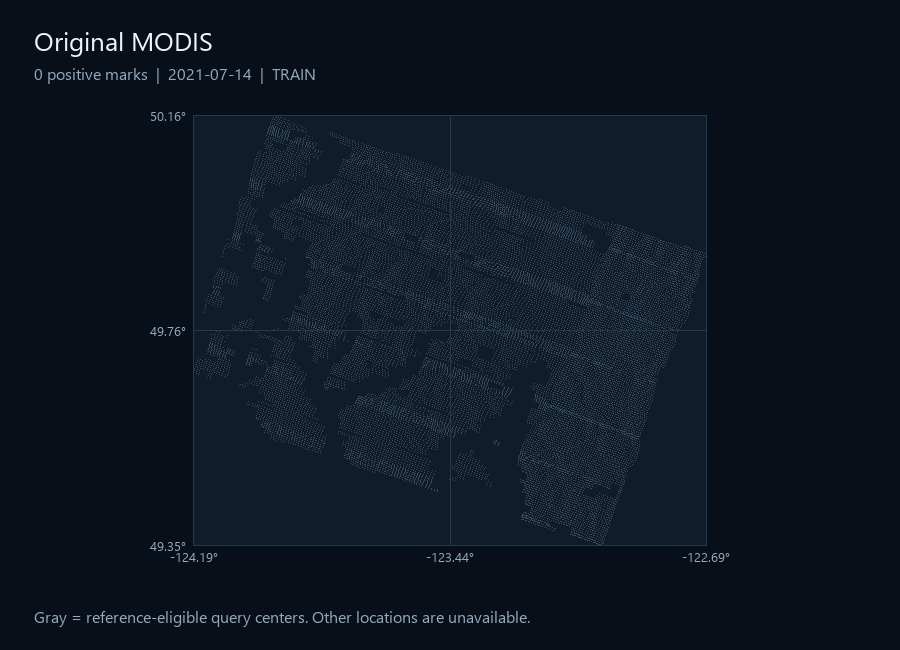 Original MODIS
0 positive marks | 2021-07-14 | TRAIN
50.16°
49.76°
49.35°
-124.19°
-123.44°
-122.69°
Gray = reference-eligible query centers. Other locations are unavailable.